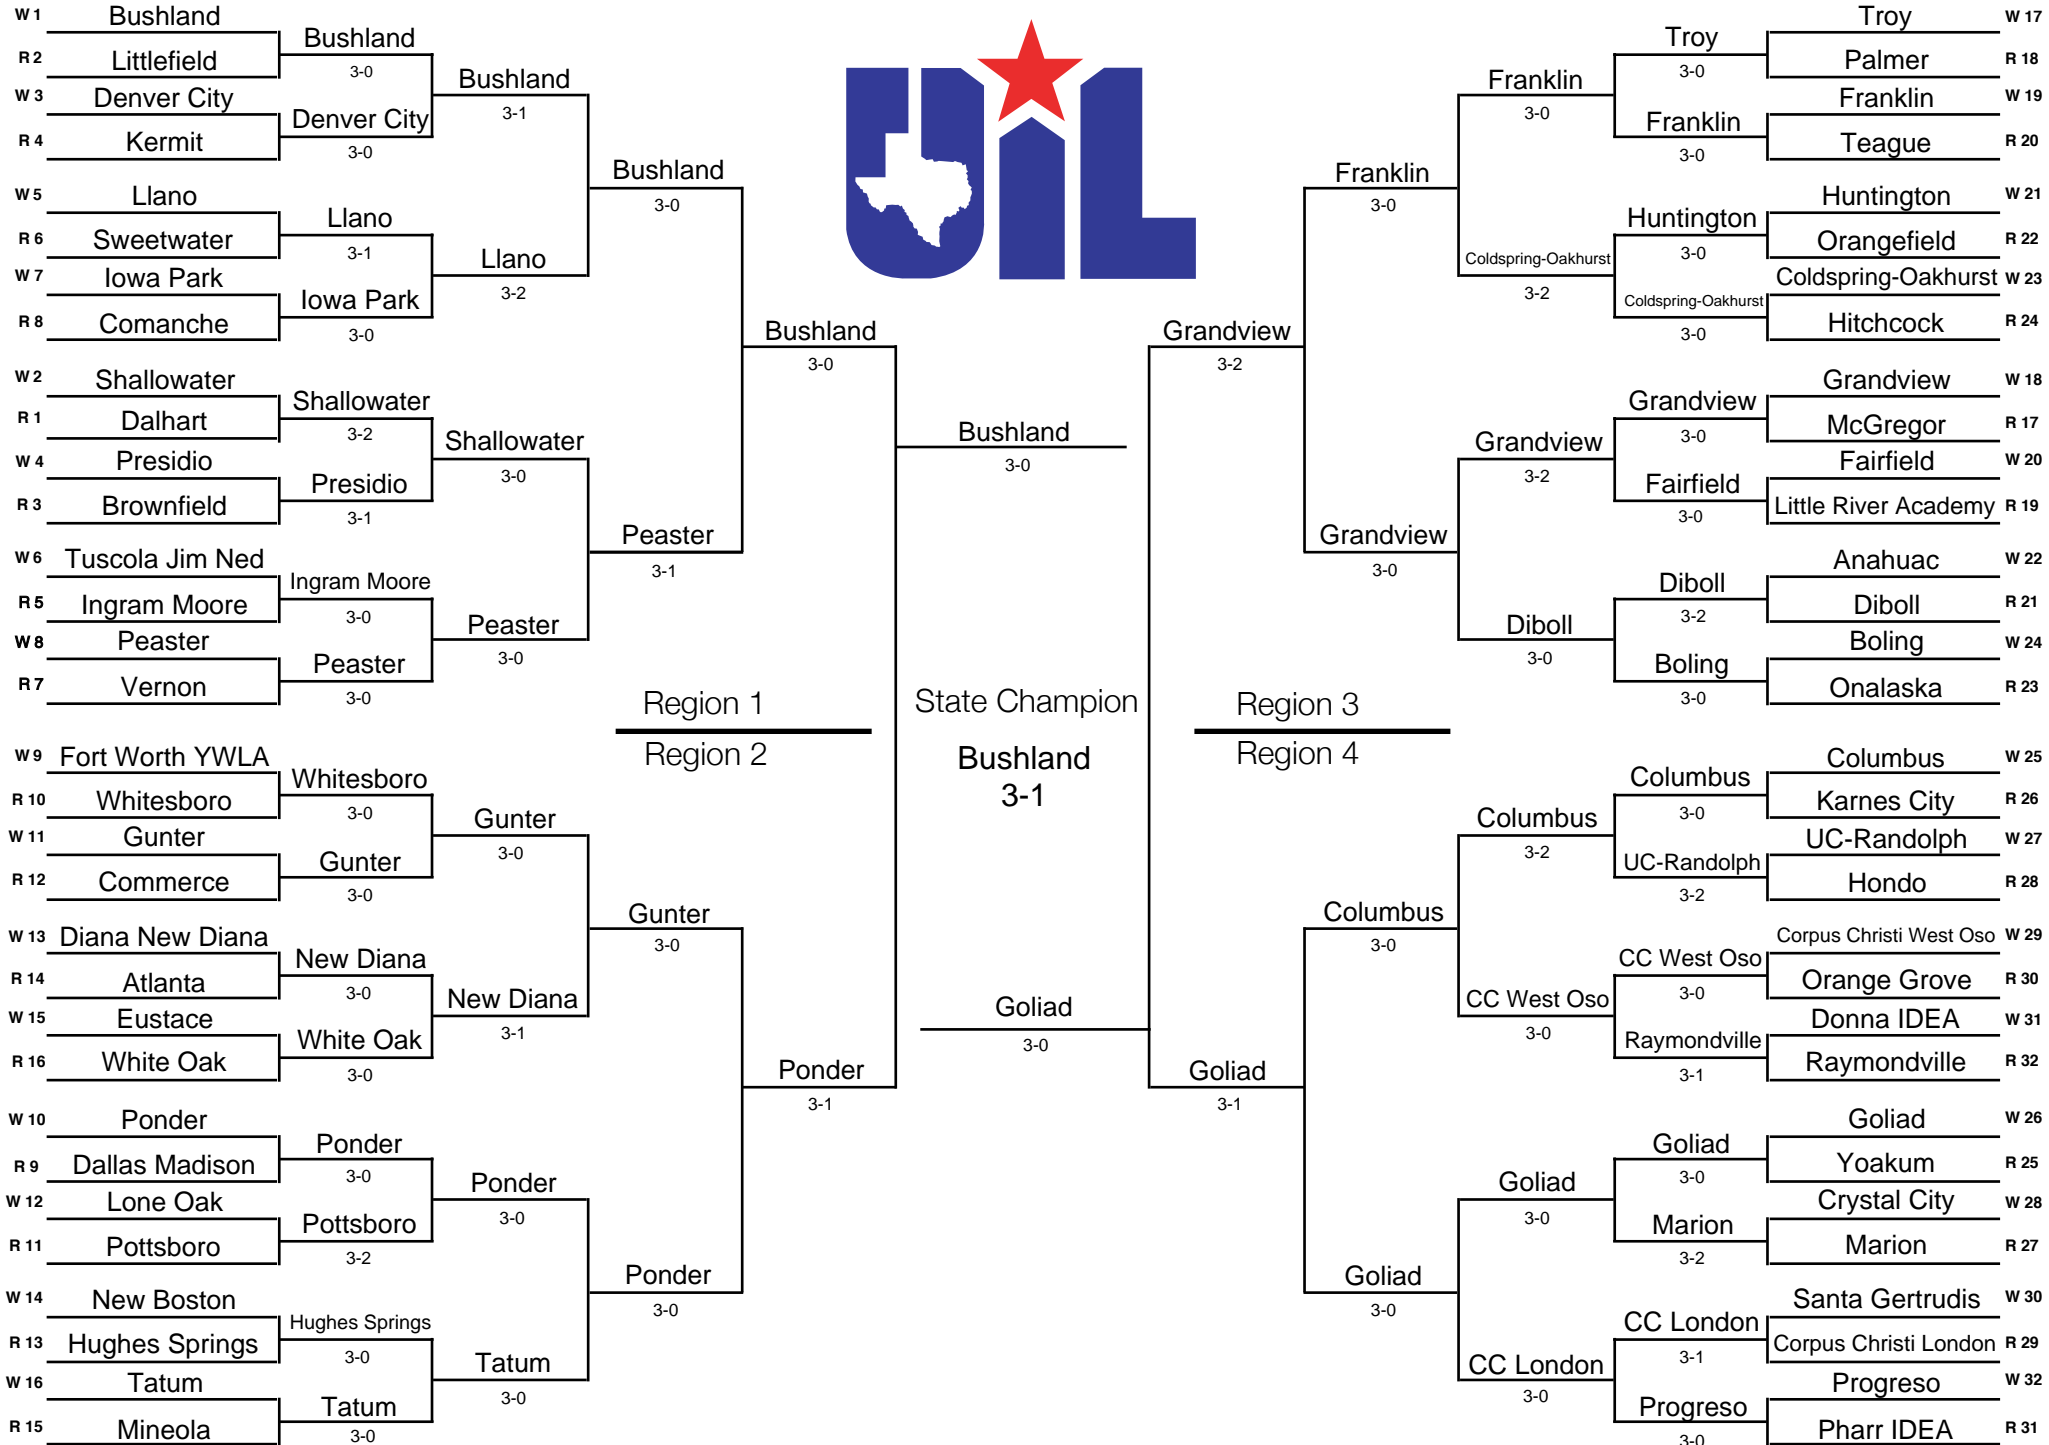 W 1 Bushland
R 2 Littlefield
W 3 Denver City
R 4 Kermit
W 5 Llano
R 6 Sweetwater
W 7 Iowa Park
R 8 Comanche
W 2 Shallowater
R 1 Dalhart
W 4 Presidio
R 3 Brownfield
W 6 Tuscola Jim Ned
R 5 Ingram Moore
W 8 Peaster
R 7 Vernon
W 9 Fort Worth YWLA
R 10 Whitesboro
W 11 Gunter
R 12 Commerce
W 13 Diana New Diana
R 14 Atlanta
W 15 Eustace
R 16 White Oak
W 10 Ponder
R 9 Dallas Madison
W 12 Lone Oak
R 11 Pottsboro
W 14 New Boston
R 13 Hughes Springs
W 16 Tatum
R 15 Mineola
Bushland
3-0
Denver City
3-0
Llano
3-1
Iowa Park
3-0
Shallowater
3-2
Presidio
3-1
Ingram Moore
3-0
Peaster
3-0
Whitesboro
3-0
Gunter
3-0
New Diana
3-0
White Oak
3-0
Ponder
3-0
Pottsboro
3-2
Hughes Springs
3-0
Tatum
3-0
Bushland
3-1
Llano
3-2
Shallowater
3-0
Peaster
3-0
Gunter
3-0
New Diana
3-1
Ponder
3-0
Tatum
3-0
Bushland
3-0
Peaster
3-1
Region 1
Region 2
Gunter
3-0
Ponder
3-0
Bushland
3-0
Ponder
3-1
UIL
Bushland
3-0
State Champion
Bushland
3-1
Goliad
3-0
Grandview
3-2
Goliad
3-1
Franklin
3-0
Grandview
3-0
Region 3
Region 4
Columbus
3-0
Goliad
3-0
Franklin
3-0
Coldspring-Oakhurst
3-2
Grandview
3-2
Diboll
3-0
Columbus
3-2
CC West Oso
3-0
Goliad
3-0
CC London
3-0
Troy
3-0
Franklin
3-0
Huntington
3-0
Coldspring-Oakhurst
3-0
Grandview
3-0
Fairfield
3-0
Diboll
3-2
Boling
3-0
Columbus
3-0
UC-Randolph
3-2
CC West Oso
3-0
Raymondville
3-1
Goliad
3-0
Marion
3-2
CC London
3-1
Progreso
3-0
Troy W 17
Palmer R 18
Franklin W 19
Teague R 20
Huntington W 21
Orangefield R 22
Coldspring-Oakhurst W 23
Hitchcock R 24
Grandview W 18
McGregor R 17
Fairfield W 20
Little River Academy R 19
Anahuac W 22
Diboll R 21
Boling W 24
Onalaska R 23
Columbus W 25
Karnes City R 26
UC-Randolph W 27
Hondo R 28
Corpus Christi West Oso W 29
Orange Grove R 30
Donna IDEA W 31
Raymondville R 32
Goliad W 26
Yoakum R 25
Crystal City W 28
Marion R 27
Santa Gertrudis W 30
Corpus Christi London R 29
Progreso W 32
Pharr IDEA R 31